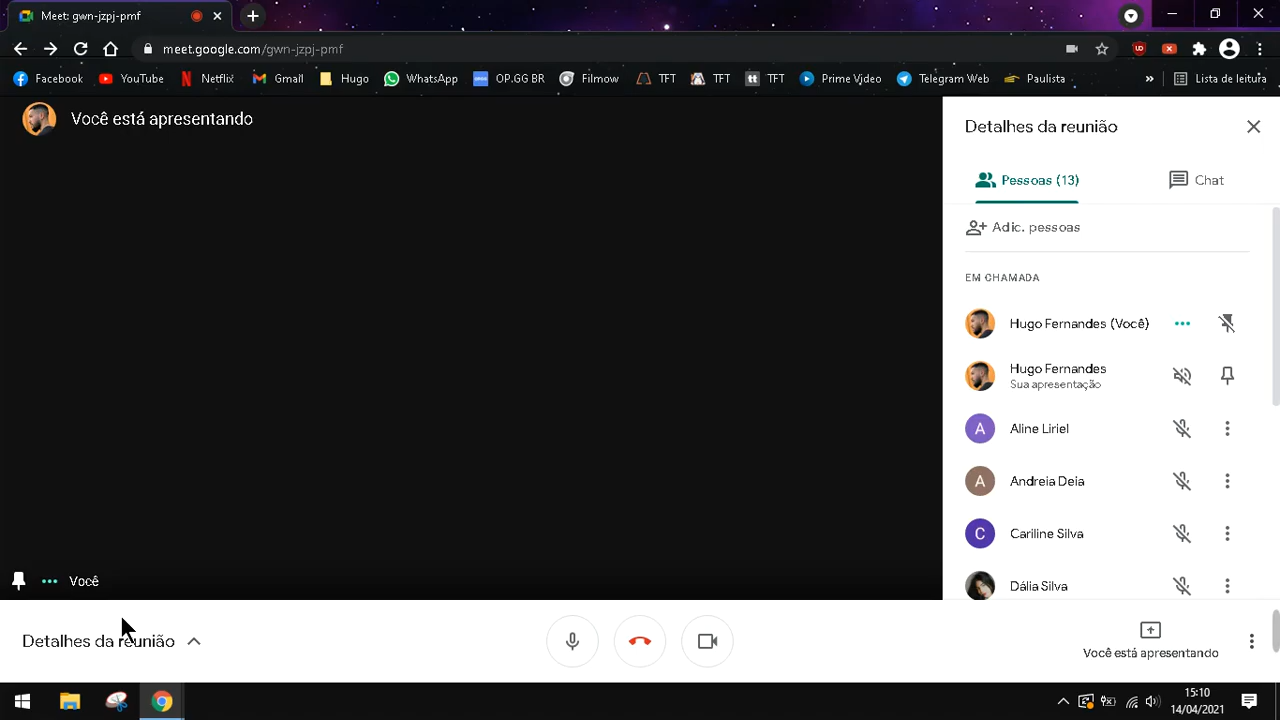 Meet: gwn-jzpj-pmf
meet.google.com/gwn-jzpj-pmf
Facebook YouTube Netflix Gmail Hugo WhatsApp OP.GG BR Filmow TFT TFT TFT Prime Video Telegram Web Paulista » Lista de leitura
Você está apresentando
Detalhes da reunião
Pessoas (13) Chat
Adic. pessoas
EM CHAMADA
Hugo Fernandes (Você)
Hugo Fernandes
Sua apresentação
A Aline Liriel
A Andreia Deia
C Cariline Silva
Dália Silva
Você
Detalhes da reunião
Você está apresentando
15:10
14/04/2021